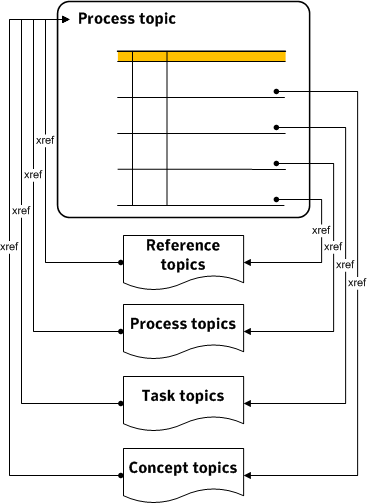 Process topic
xref
xref
xref
xref
xref
xref
xref
xref
Reference
topics
Process topics
Task topics
Concept topics